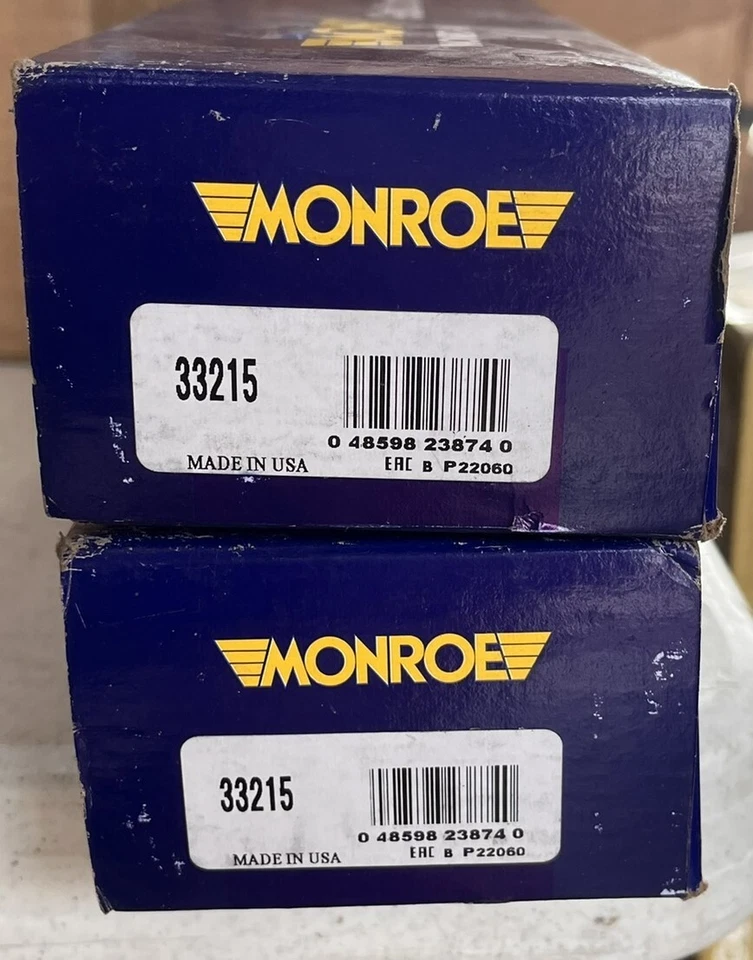 MONROE
33215
0 48598 23874 0
MADE IN USA
EAC B P22060
MONROE
33215
0 48598 23874 0
MADE IN USA
EAC B P22060